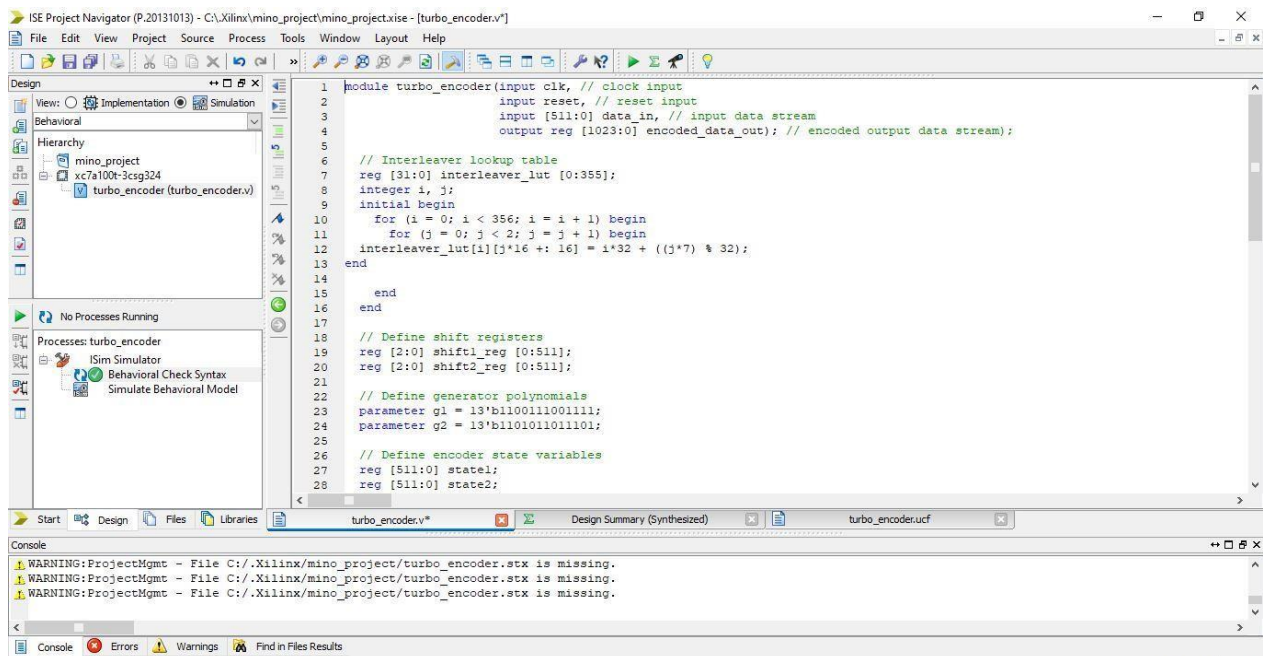 ISE Project Navigator (P.20131013) - C:\.Xilinx\mino_project\mino_project.xise - [turbo_encoder.v*]
File Edit View Project Source Process Tools Window Layout Help
Design
View: Implementation Simulation
Behavioral
Hierarchy
mino_project
xc7a100t-3csg324
turbo_encoder (turbo_encoder.v)
No Processes Running
Processes: turbo_encoder
ISim Simulator
Behavioral Check Syntax
Simulate Behavioral Model
Start Design Files Libraries
1 module turbo_encoder(input clk, // clock input
2 input reset, // reset input
3 input [511:0] data_in, // input data stream
4 output reg [1023:0] encoded_data_out); // encoded output data stream);
5
6 // Interleaver lookup table
7 reg [31:0] interleaver_lut [0:355];
8 integer i, j;
9 initial begin
10 for (i = 0; i < 356; i = i + 1) begin
11 for (j = 0; j < 2; j = j + 1) begin
12 interleaver_lut[i][j*16 +: 16] = i*32 + ((j*7) % 32);
13 end
14
15 end
16 end
17
18 // Define shift registers
19 reg [2:0] shift1_reg [0:511];
20 reg [2:0] shift2_reg [0:511];
21
22 // Define generator polynomials
23 parameter g1 = 13'b1100111001111;
24 parameter g2 = 13'b1101011011101;
25
26 // Define encoder state variables
27 reg [511:0] state1;
28 reg [511:0] state2;
turbo_encoder.v* Design Summary (Synthesized) turbo_encoder.ucf
Console
WARNING:ProjectMgmt - File C:/.Xilinx/mino_project/turbo_encoder.stx is missing.
WARNING:ProjectMgmt - File C:/.Xilinx/mino_project/turbo_encoder.stx is missing.
WARNING:ProjectMgmt - File C:/.Xilinx/mino_project/turbo_encoder.stx is missing.
Console Errors Warnings Find in Files Results